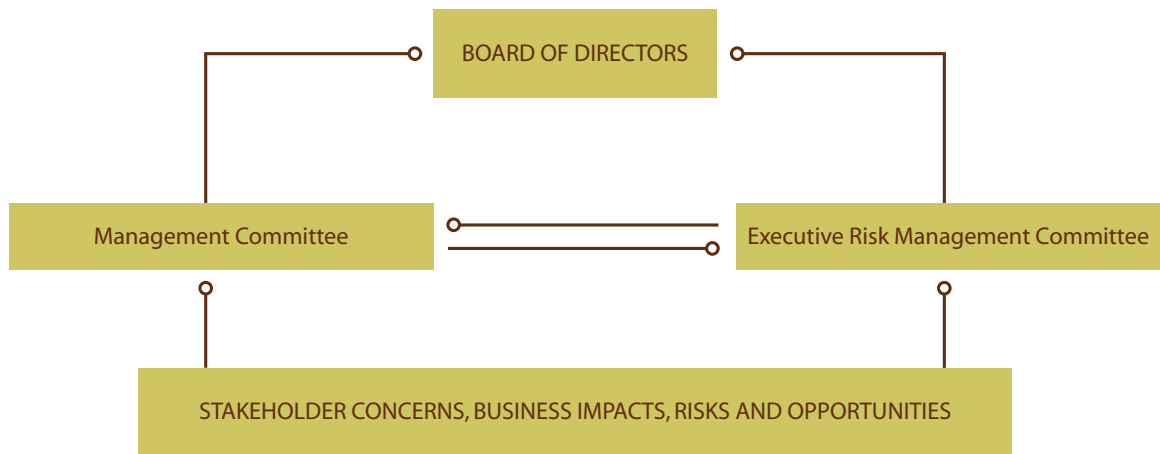 BOARD OF DIRECTORS
Management Committee
Executive Risk Management Committee
STAKEHOLDER CONCERNS, BUSINESS IMPACTS, RISKS AND OPPORTUNITIES